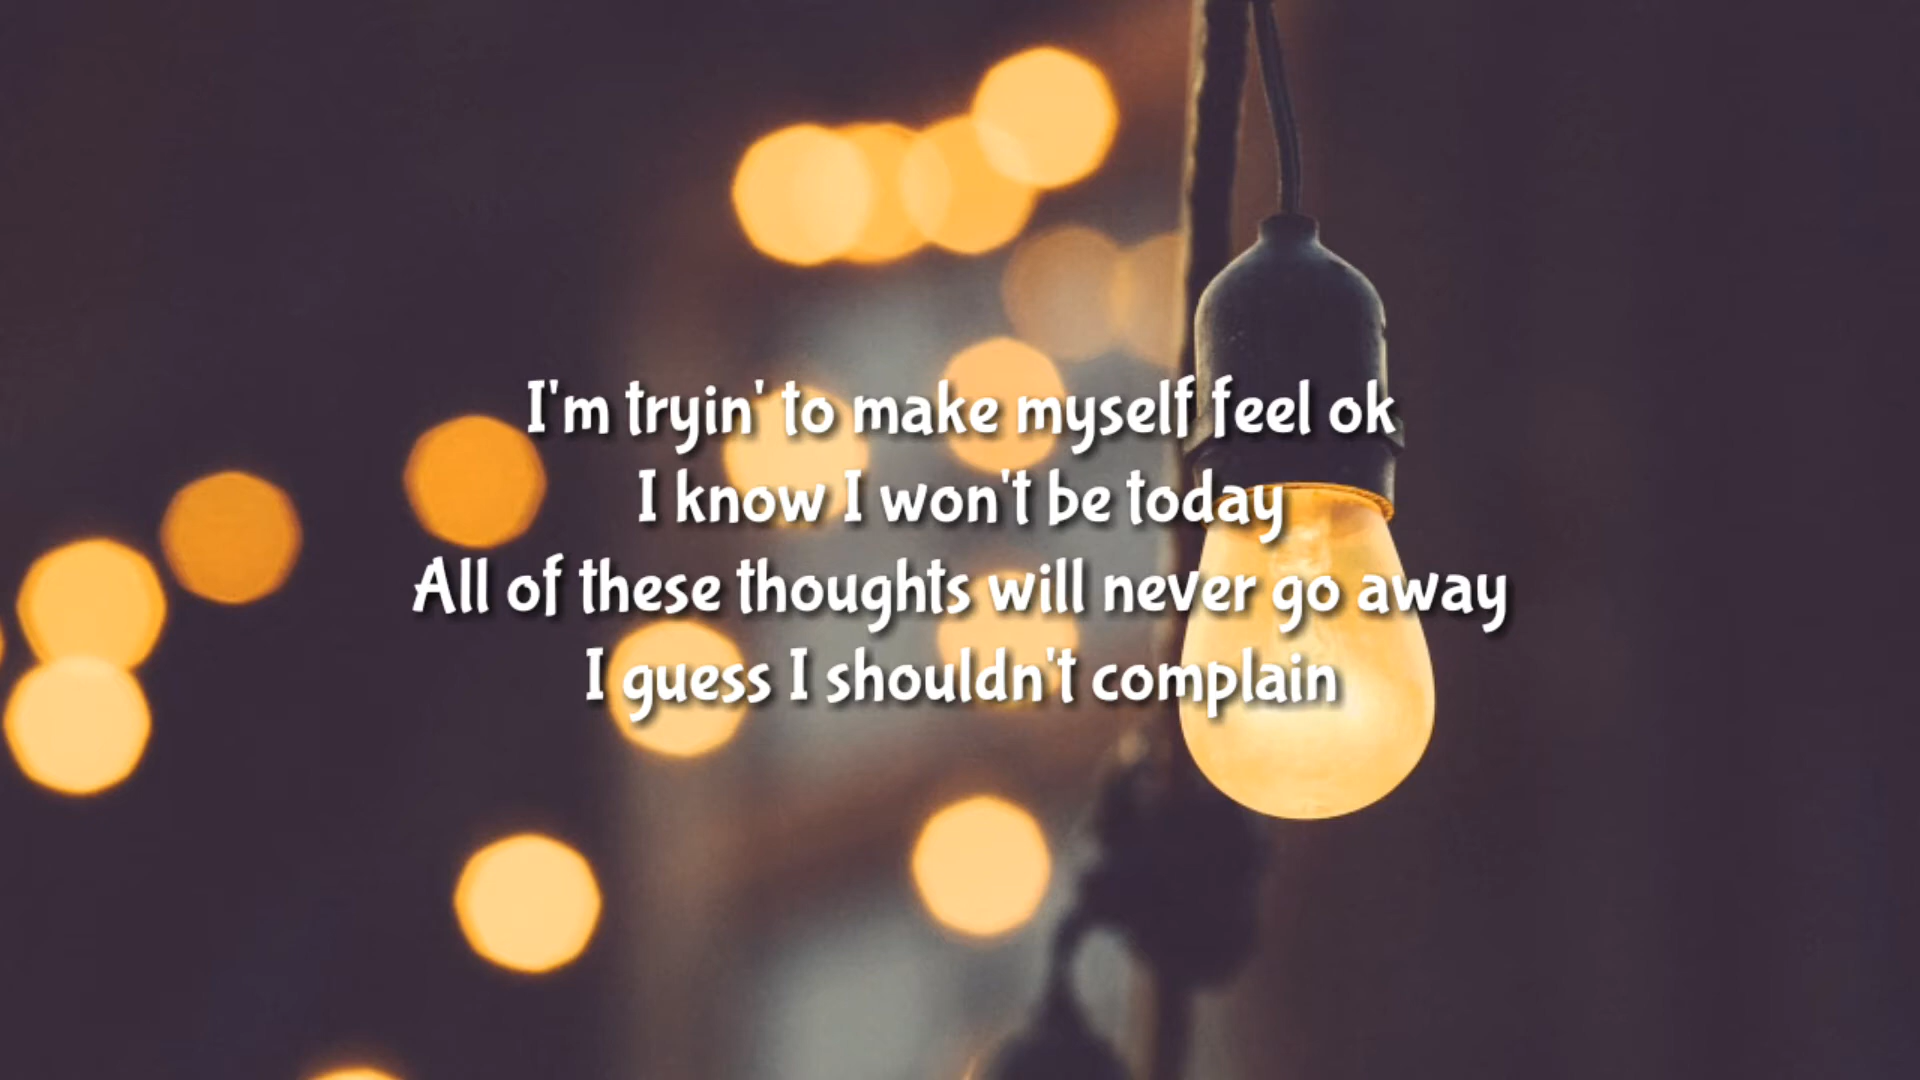 I'm tryin' to make myself feel ok
I know I won't be today
All of these thoughts will never go away
I guess I shouldn't complain